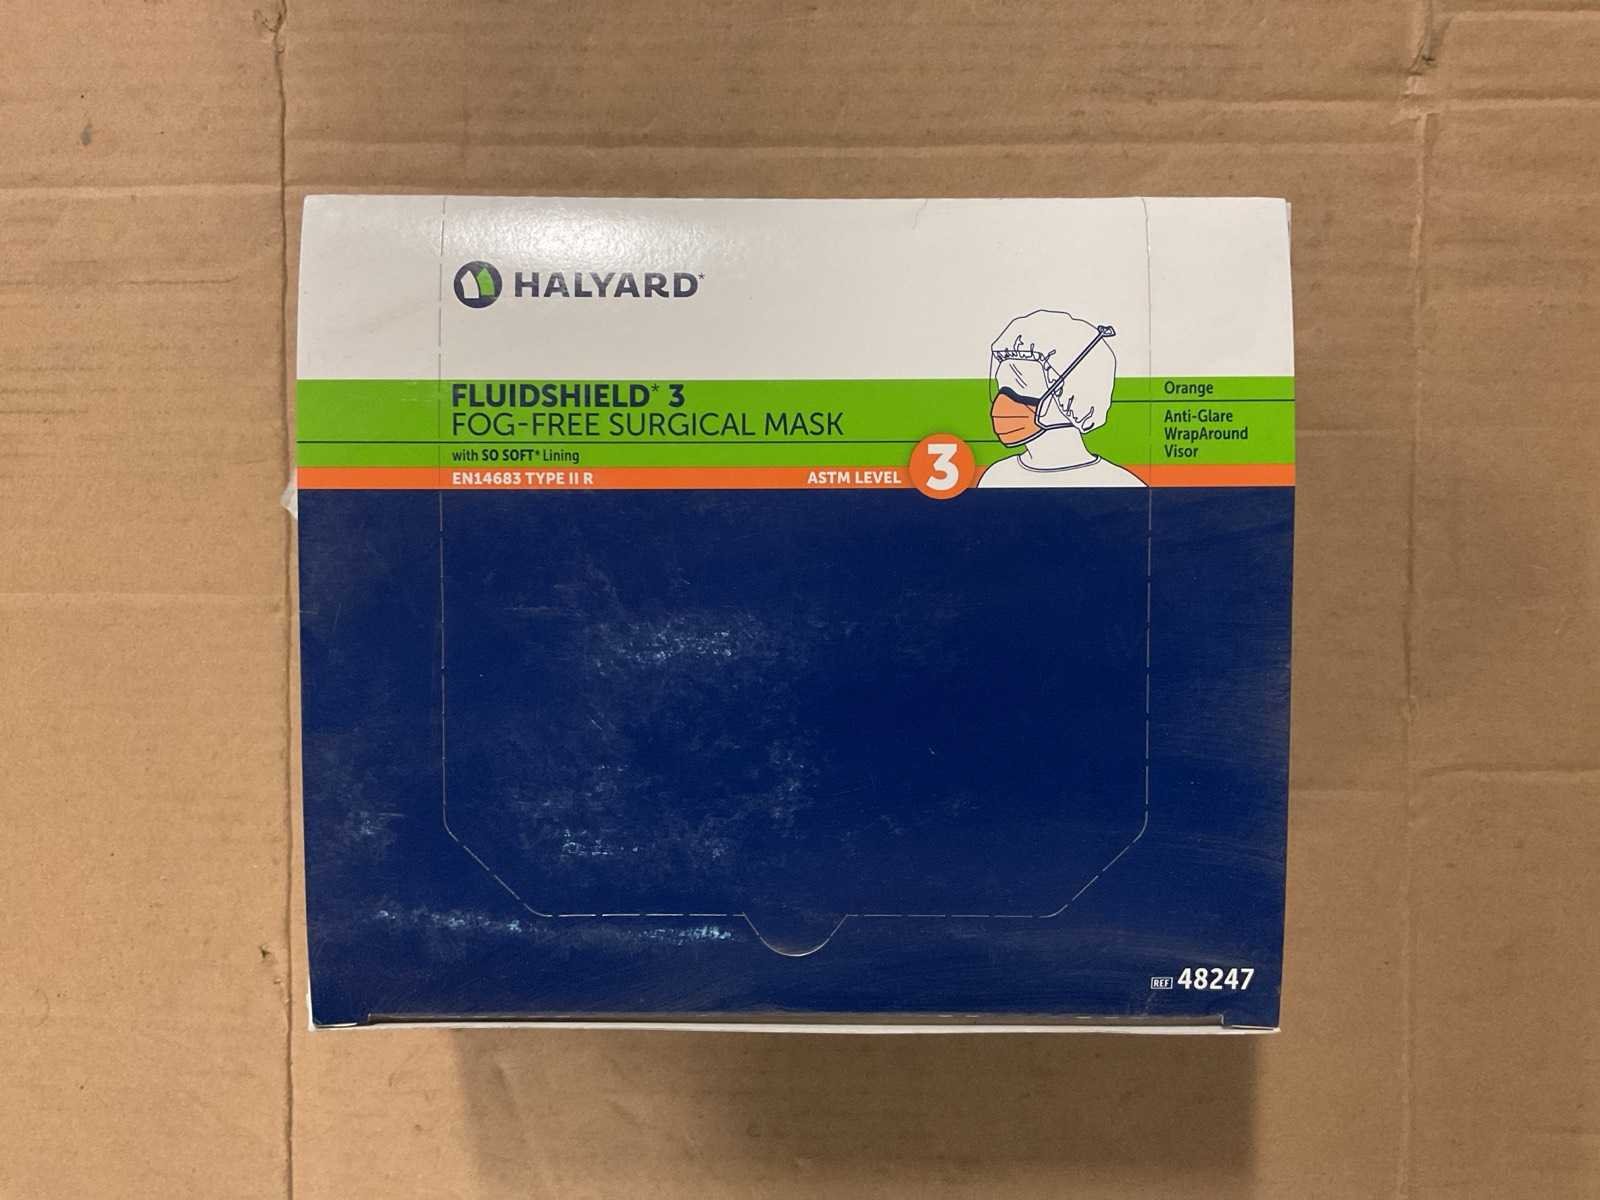 HALYARD*
FLUIDSHIELD* 3
FOG-FREE SURGICAL MASK
with SO SOFT* Lining
EN14683 TYPE II R
ASTM LEVEL 3
Orange
Anti-Glare
WrapAround
Visor
REF 48247